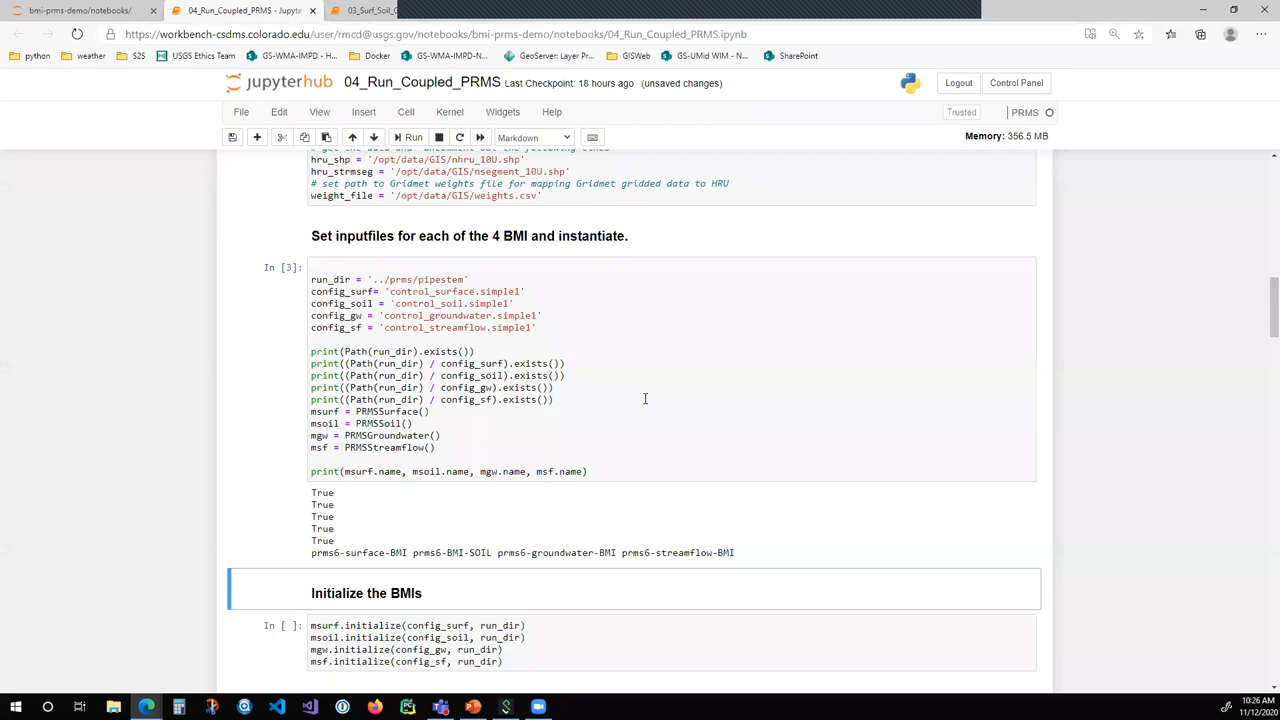 bmi-prms-demo/notebooks/
04_Run_Coupled_PRMS - Jupyte
03_Surf_Soil_G
https://workbench-csdms.colorado.edu/user/rmcd@usgs.gov/notebooks/bmi-prms-demo/notebooks/04_Run_Coupled_PRMS.ipynb
python weather S2S USGS Ethics Team GS-WMA-IMPD - H... Docker GS-WMA-IMPD-N... GeoServer: Layer Pr... GISWeb GS-UMid WIM - N... SharePoint
jupyterhub 04_Run_Coupled_PRMS Last Checkpoint: 18 hours ago (unsaved changes) Logout Control Panel
File Edit View Insert Cell Kernel Widgets Help Trusted PRMS
Run Markdown Memory: 356.5 MB
hru_shp = '/opt/data/GIS/nhru_10U.shp'
hru_strmseg = '/opt/data/GIS/nsegment_10U.shp'
# set path to Gridmet weights file for mapping Gridmet gridded data to HRU
weight_file = '/opt/data/GIS/weights.csv'
Set inputfiles for each of the 4 BMI and instantiate.
In [3]:
run_dir = '../prms/pipestem'
config_surf= 'control_surface.simple1'
config_soil = 'control_soil.simple1'
config_gw = 'control_groundwater.simple1'
config_sf = 'control_streamflow.simple1'
print(Path(run_dir).exists())
print((Path(run_dir) / config_surf).exists())
print((Path(run_dir) / config_soil).exists())
print((Path(run_dir) / config_gw).exists())
print((Path(run_dir) / config_sf).exists())
msurf = PRMSSurface()
msoil = PRMSSoil()
mgw = PRMSGroundwater()
msf = PRMSStreamflow()
print(msurf.name, msoil.name, mgw.name, msf.name)
True
True
True
True
True
prms6-surface-BMI prms6-BMI-SOIL prms6-groundwater-BMI prms6-streamflow-BMI
Initialize the BMIs
In [ ]: msurf.initialize(config_surf, run_dir)
msoil.initialize(config_soil, run_dir)
mgw.initialize(config_gw, run_dir)
msf.initialize(config_sf, run_dir)
10:26 AM
11/12/2020